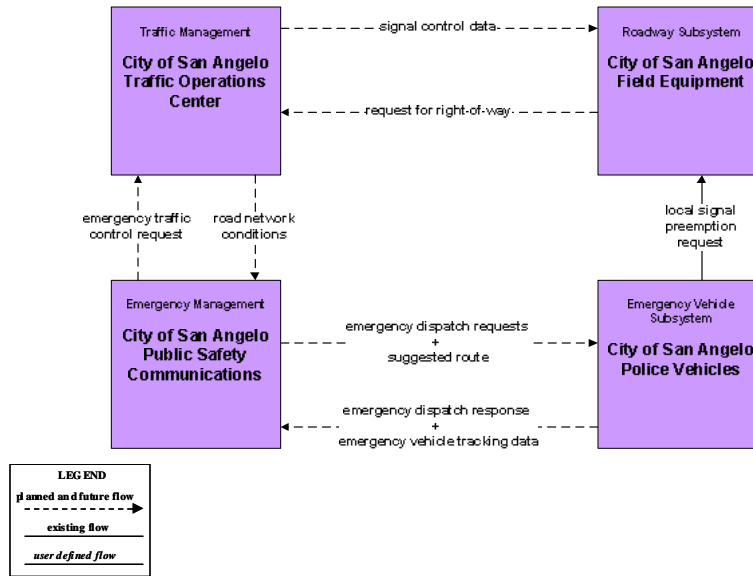 Traffic Management
City of San Angelo
Traffic Operations
Center
signal control data
Roadway Subsystem
City of San Angelo
Field Equipment
request for right-of-way
emergency traffic
control request
road network
conditions
local signal
preemption
request
Emergency Management
City of San Angelo
Public Safety
Communications
emergency dispatch requests
+
suggested route
Emergency Vehicle
Subsystem
City of San Angelo
Police Vehicles
emergency dispatch response
+
emergency vehicle tracking data
LEGEND
planned and future flow
existing flow
user defined flow